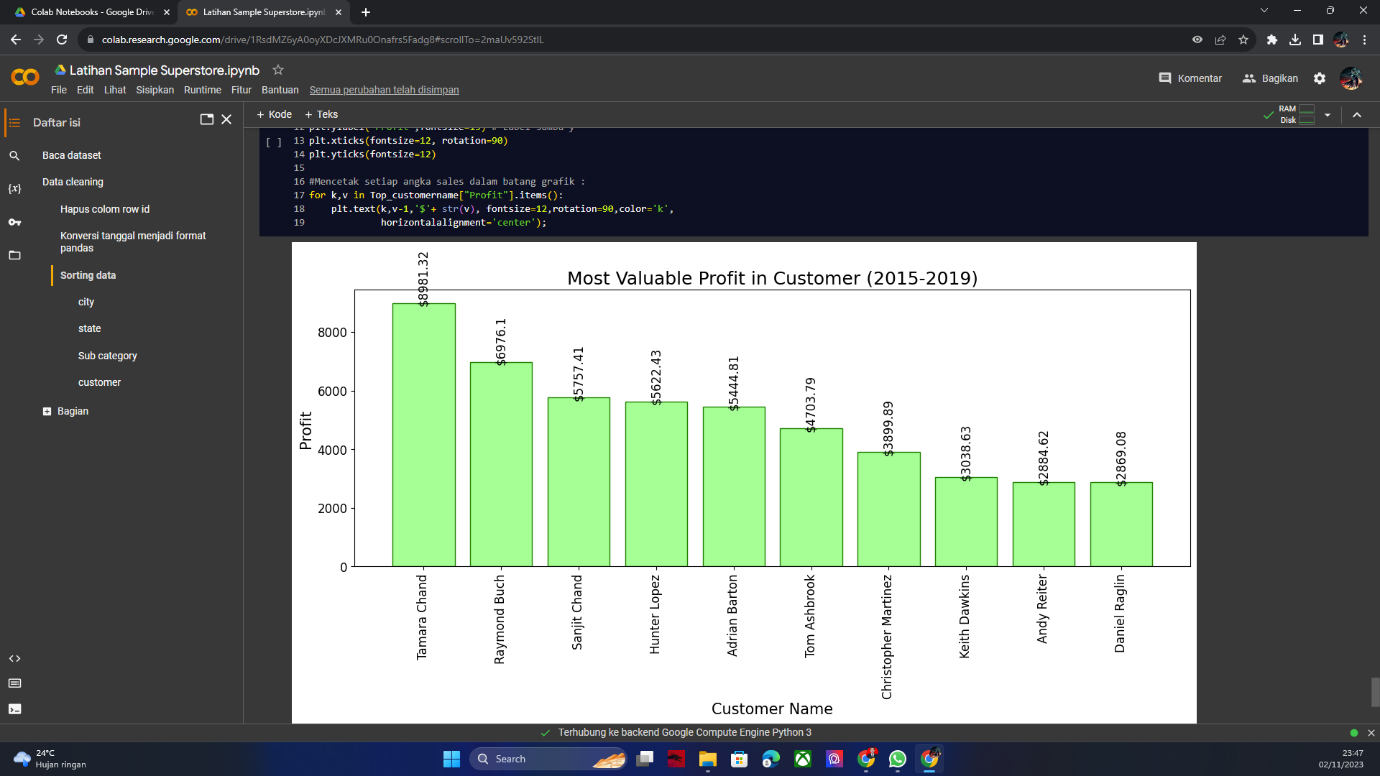 Colab Notebooks - Google Driv
Latihan Sample Superstore.ipynb
colab.research.google.com/drive/1RsdMZ6yA0oyXDcJXMRu0Onafrs5Fadg8#scrollTo=2maUv592StlL
Latihan Sample Superstore.ipynb
File Edit Lihat Sisipkan Runtime Fitur Bantuan Semua perubahan telah disimpan
Komentar
Bagikan
+ Kode + Teks
RAM
Disk
Daftar isi
Baca dataset
Data cleaning
Hapus colom row id
Konversi tanggal menjadi format
pandas
Sorting data
city
state
Sub category
customer
Bagian
[ ]
13 plt.xticks(fontsize=12, rotation=90)
14 plt.yticks(fontsize=12)
15
16 #Mencetak setiap angka sales dalam batang grafik :
17 for k,v in Top_customername["Profit"].items():
18 plt.text(k,v-1,'$'+ str(v), fontsize=12,rotation=90,color='k',
19 horizontalalignment='center');
Most Valuable Profit in Customer (2015-2019)
$8981.32
$6976.1
$5757.41
$5622.43
$5444.81
$4703.79
$3899.89
$3038.63
$2884.62
$2869.08
Profit
8000
6000
4000
2000
0
Tamara Chand
Raymond Buch
Sanjit Chand
Hunter Lopez
Adrian Barton
Tom Ashbrook
Christopher Martinez
Keith Dawkins
Andy Reiter
Daniel Raglin
Customer Name
Terhubung ke backend Google Compute Engine Python 3
24°C
Hujan ringan
Search
23:47
02/11/2023